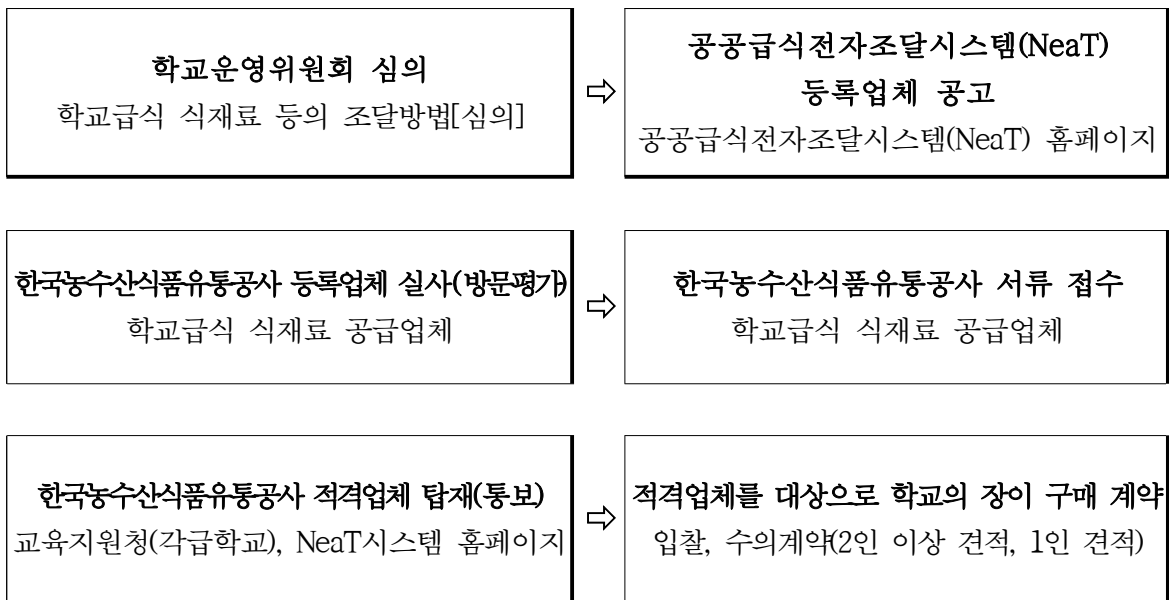 학교운영위원회 심의
학교급식 식재료 등의 조달방법[심의]
⇨
공공급식전자조달시스템(NeaT)
등록업체 공고
공공급식전자조달시스템(NeaT) 홈페이지
한국농수산식품유통공사 등록업체 실사(방문평가)
학교급식 식재료 공급업체
⇨
한국농수산식품유통공사 서류 접수
학교급식 식재료 공급업체
한국농수산식품유통공사 적격업체 탑재(통보)
교육지원청(각급학교), NeaT시스템 홈페이지
⇨
적격업체를 대상으로 학교의 장이 구매 계약
입찰, 수의계약(2인 이상 견적, 1인 견적)